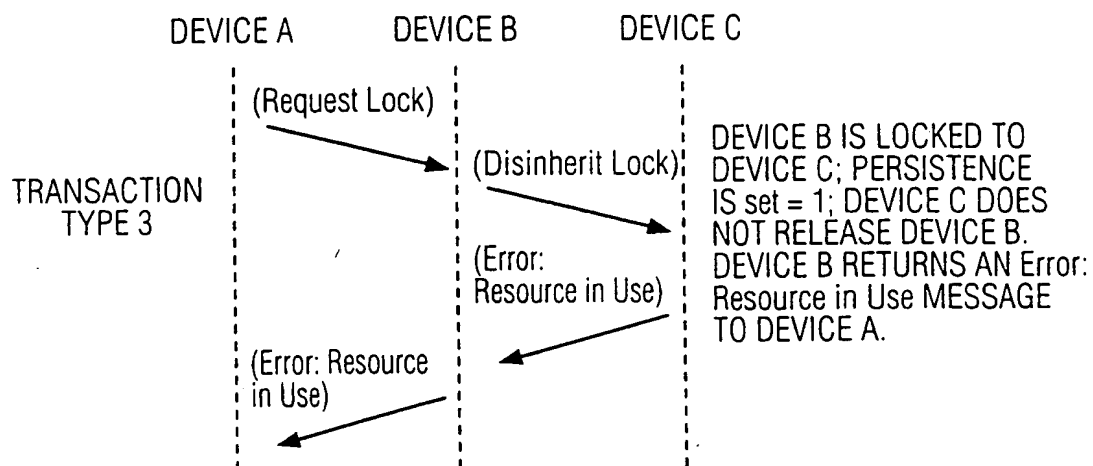 DEVICE A DEVICE B DEVICE C
(Request Lock)
(Disinherit Lock)
TRANSACTION
TYPE 3
DEVICE B IS LOCKED TO
DEVICE C; PERSISTENCE
IS set = 1; DEVICE C DOES
NOT RELEASE DEVICE B.
DEVICE B RETURNS AN Error:
Resource in Use MESSAGE
TO DEVICE A.
(Error:
Resource in Use)
(Error: Resource
in Use)